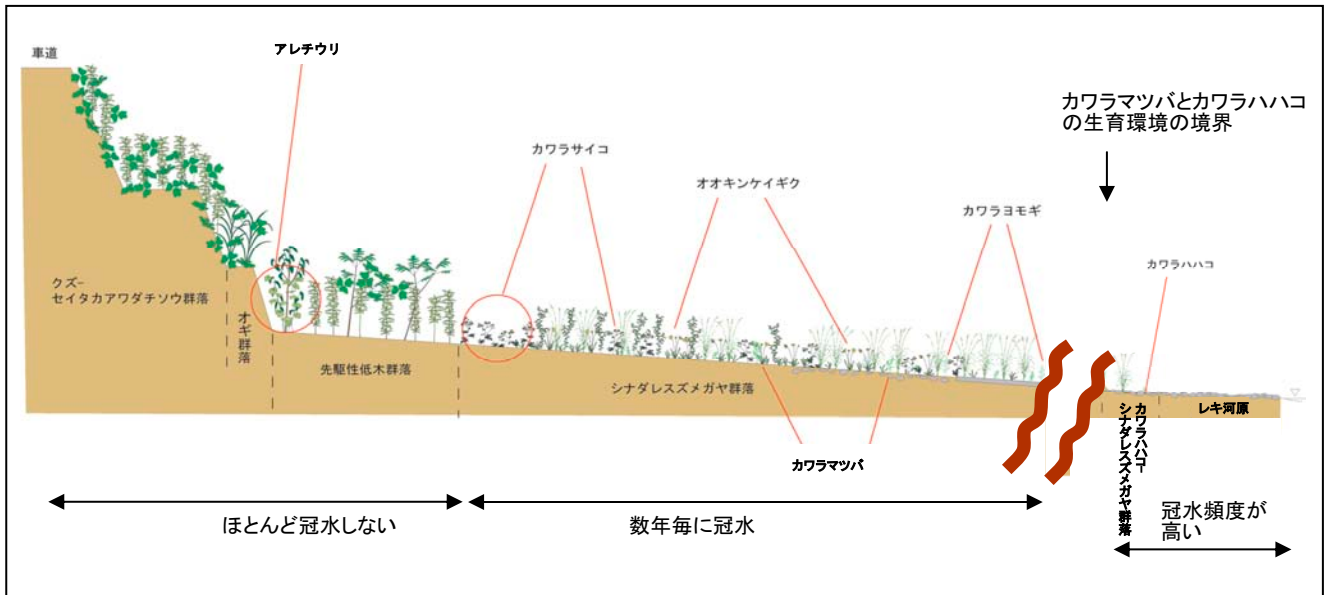 車道
アレチウリ
カワラマツバとカワラハハコ
の生育環境の境界
カワラサイコ
オオキンケイギク
カワラヨモギ
カワラハハコ
クズ-
セイタカアワダチソウ群落
オギ群落
先駆性低木群落
シナダレスズメガヤ群落
カワラマツバ
カワラハハコ-
シナダレスズメガヤ群落
レキ河原
ほとんど冠水しない
数年毎に冠水
冠水頻度が
高い